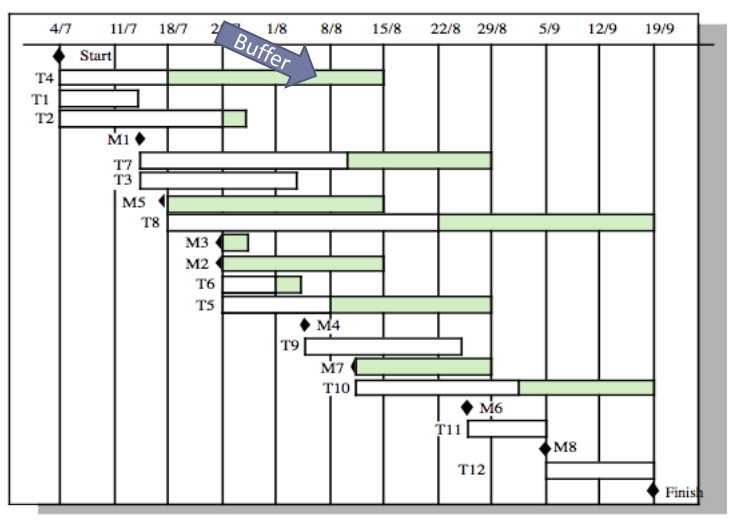 4/7 11/7 18/7 1/8 8/8 15/8 22/8 29/8 5/9 12/9 19/9
Buffer
Start
T4
T1
T2
M1
T7
T3
M5
T8
M3
M2
T6
T5
M4
T9
M7
T10
M6
T11
M8
T12
Finish